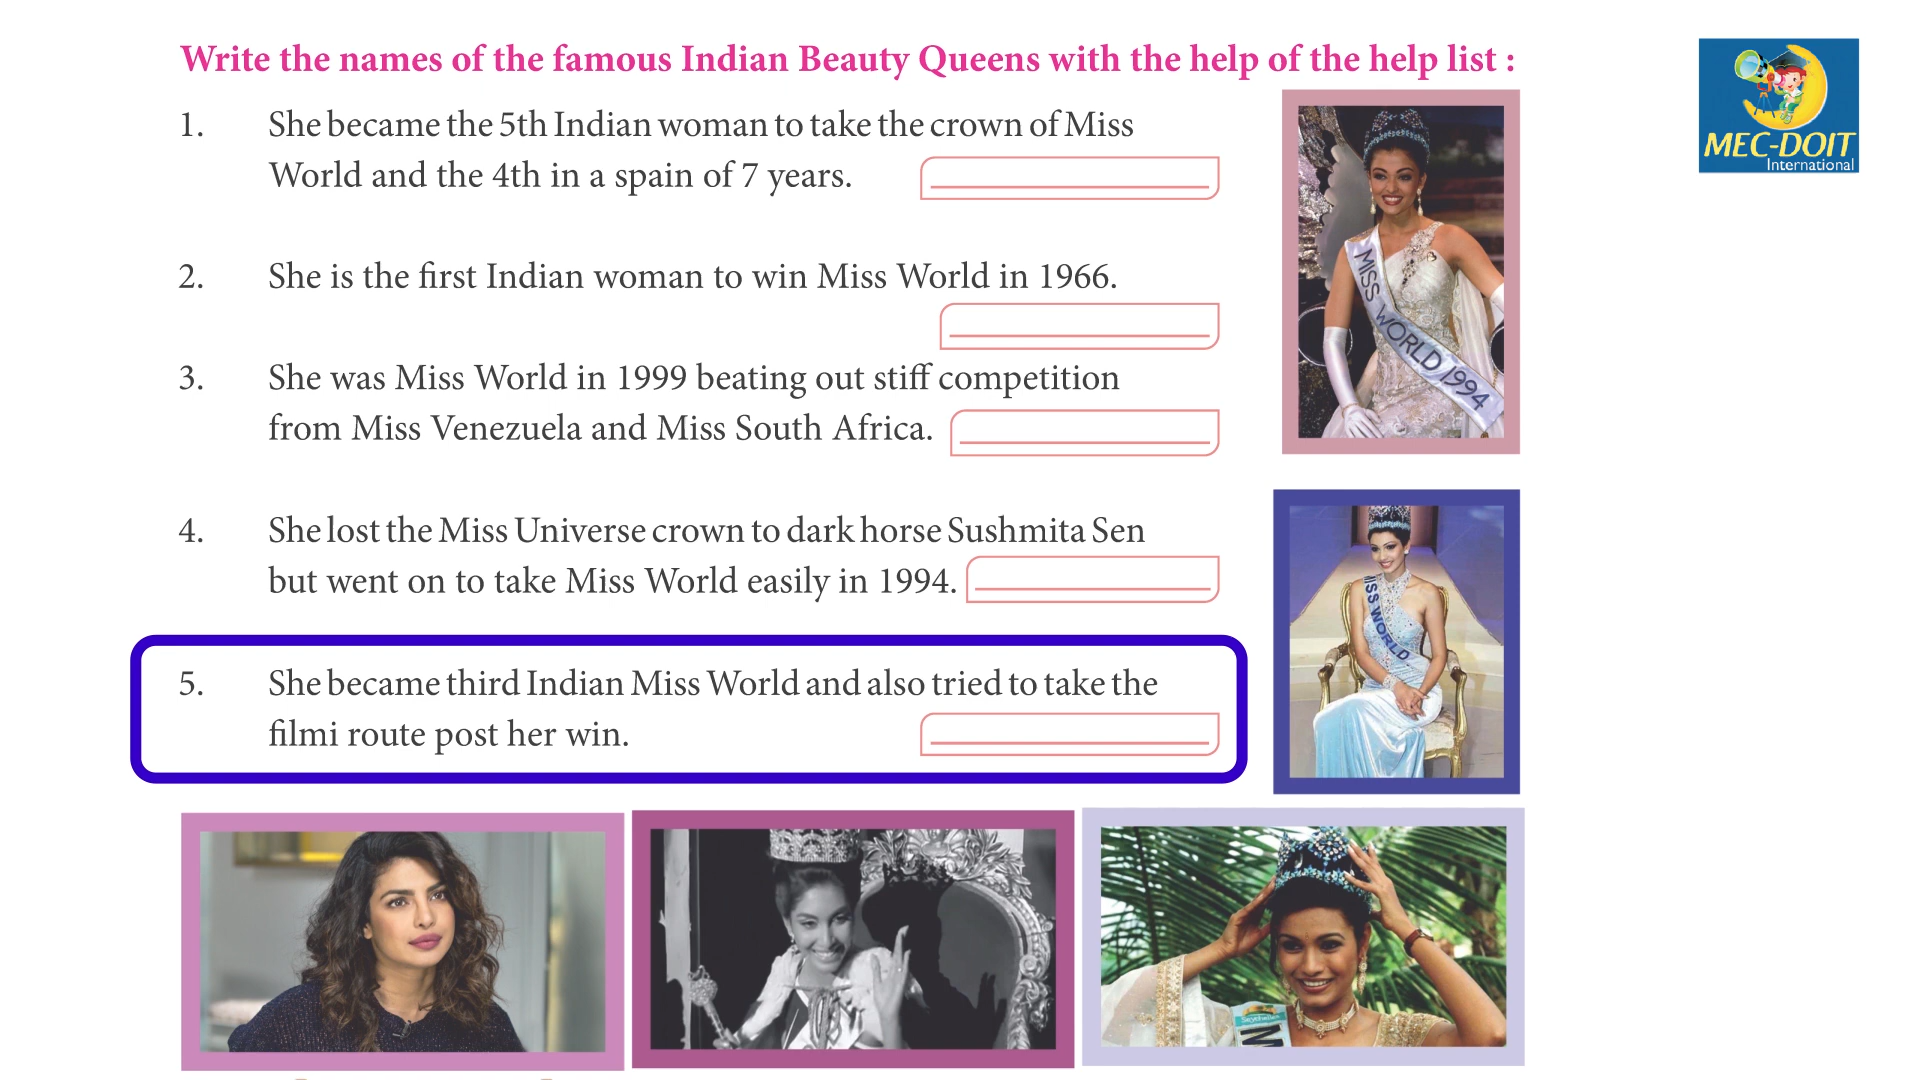 Write the names of the famous Indian Beauty Queens with the help of the help list :
MEC-DOIT
International
1. She became the 5th Indian woman to take the crown of Miss
World and the 4th in a spain of 7 years.
2. She is the first Indian woman to win Miss World in 1966.
3. She was Miss World in 1999 beating out stiff competition
from Miss Venezuela and Miss South Africa.
MISS WORLD 1994
4. She lost the Miss Universe crown to dark horse Sushmita Sen
but went on to take Miss World easily in 1994.
MISS WORLD
5. She became third Indian Miss World and also tried to take the
filmi route post her win.
Seychelles
M